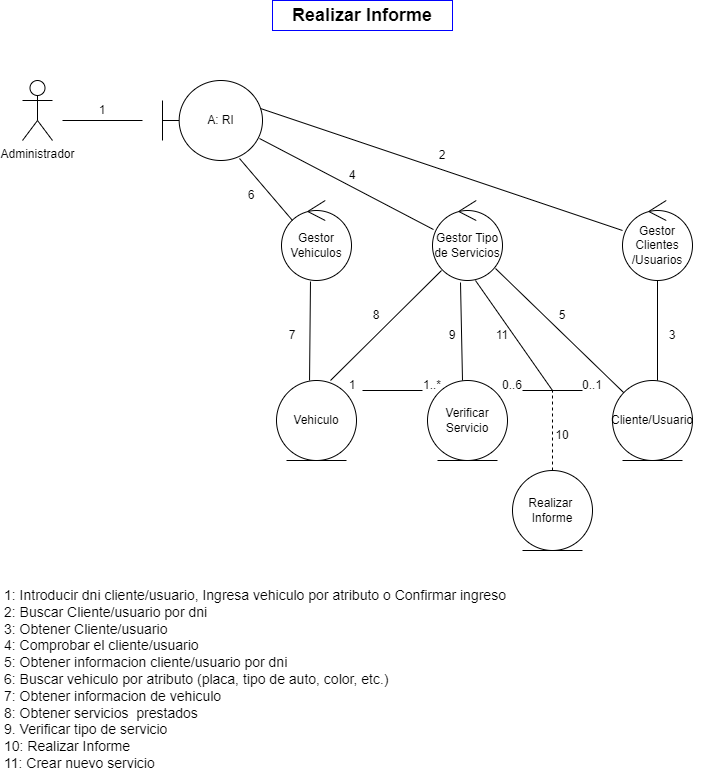 Realizar Informe
1
A: RI
Administrador
2
4
6
Gestor
Vehiculos
Gestor Tipo
de Servicios
Gestor
Clientes
/Usuarios
8
5
7
9
11
3
1
1..*
0..6
0..1
Vehiculo
Verificar
Servicio
Cliente/Usuario
10
Realizar
Informe
1: Introducir dni cliente/usuario, Ingresa vehiculo por atributo o Confirmar ingreso
2: Buscar Cliente/usuario por dni
3: Obtener Cliente/usuario
4: Comprobar el cliente/usuario
5: Obtener informacion cliente/usuario por dni
6: Buscar vehiculo por atributo (placa, tipo de auto, color, etc.)
7: Obtener informacion de vehiculo
8: Obtener servicios prestados
9. Verificar tipo de servicio
10: Realizar Informe
11: Crear nuevo servicio